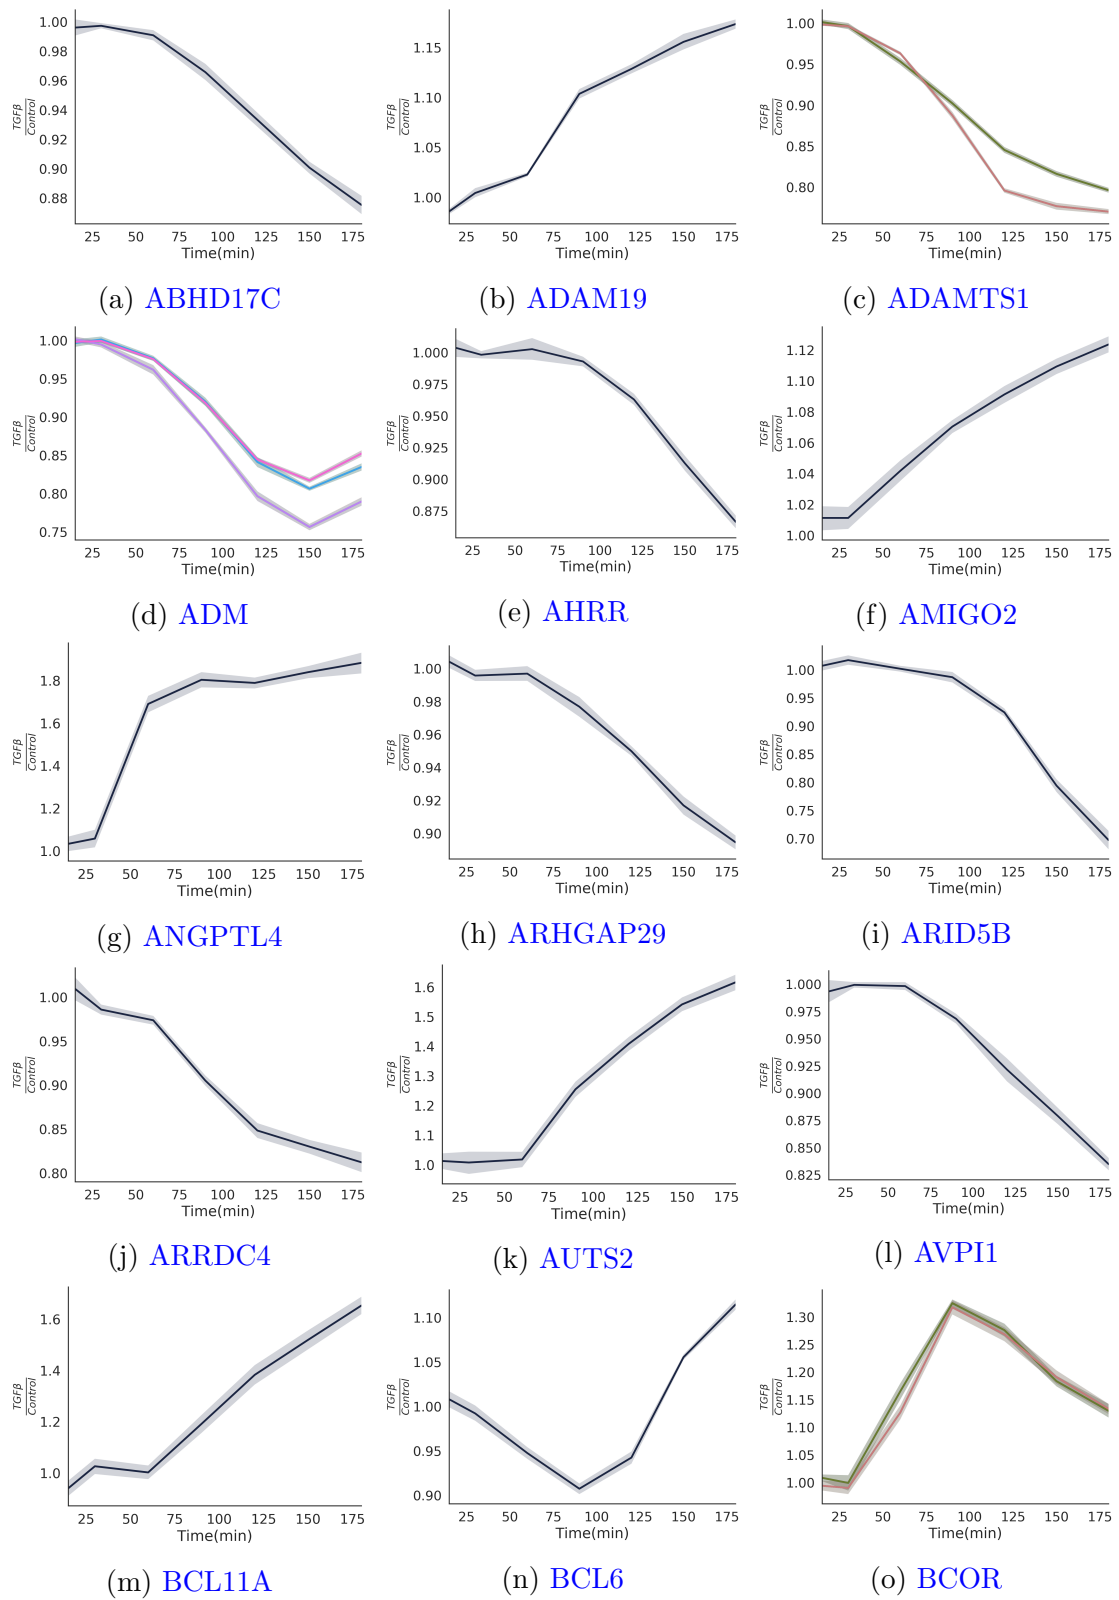 1.00
0.98
0.96
0.94
0.92
0.90
0.88
TGFβ
Control
25 50 75 100 125 150 175
Time(min)
(a) ABHD17C
1.15
1.10
1.05
1.00
TGFβ
Control
25 50 75 100 125 150 175
Time(min)
(b) ADAM19
1.00
0.95
0.90
0.85
0.80
TGFβ
Control
25 50 75 100 125 150 175
Time(min)
(c) ADAMTS1
1.00
0.95
0.90
0.85
0.80
0.75
TGFβ
Control
25 50 75 100 125 150 175
Time(min)
(d) ADM
1.000
0.975
0.950
0.925
0.900
0.875
TGFβ
Control
25 50 75 100 125 150 175
Time(min)
(e) AHRR
1.12
1.10
1.08
1.06
1.04
1.02
1.00
TGFβ
Control
25 50 75 100 125 150 175
Time(min)
(f) AMIGO2
1.8
1.6
1.4
1.2
1.0
TGFβ
Control
25 50 75 100 125 150 175
Time(min)
(g) ANGPTL4
1.00
0.98
0.96
0.94
0.92
0.90
TGFβ
Control
25 50 75 100 125 150 175
Time(min)
(h) ARHGAP29
1.00
0.95
0.90
0.85
0.80
0.75
0.70
TGFβ
Control
25 50 75 100 125 150 175
Time(min)
(i) ARID5B
1.00
0.95
0.90
0.85
0.80
TGFβ
Control
25 50 75 100 125 150 175
Time(min)
(j) ARRDC4
1.6
1.5
1.4
1.3
1.2
1.1
1.0
TGFβ
Control
25 50 75 100 125 150 175
Time(min)
(k) AUTS2
1.000
0.975
0.950
0.925
0.900
0.875
0.850
0.825
TGFβ
Control
25 50 75 100 125 150 175
Time(min)
(l) AVPI1
1.6
1.4
1.2
1.0
TGFβ
Control
25 50 75 100 125 150 175
Time(min)
(m) BCL11A
1.10
1.05
1.00
0.95
0.90
TGFβ
Control
25 50 75 100 125 150 175
Time(min)
(n) BCL6
1.30
1.25
1.20
1.15
1.10
1.05
1.00
TGFβ
Control
25 50 75 100 125 150 175
Time(min)
(o) BCOR